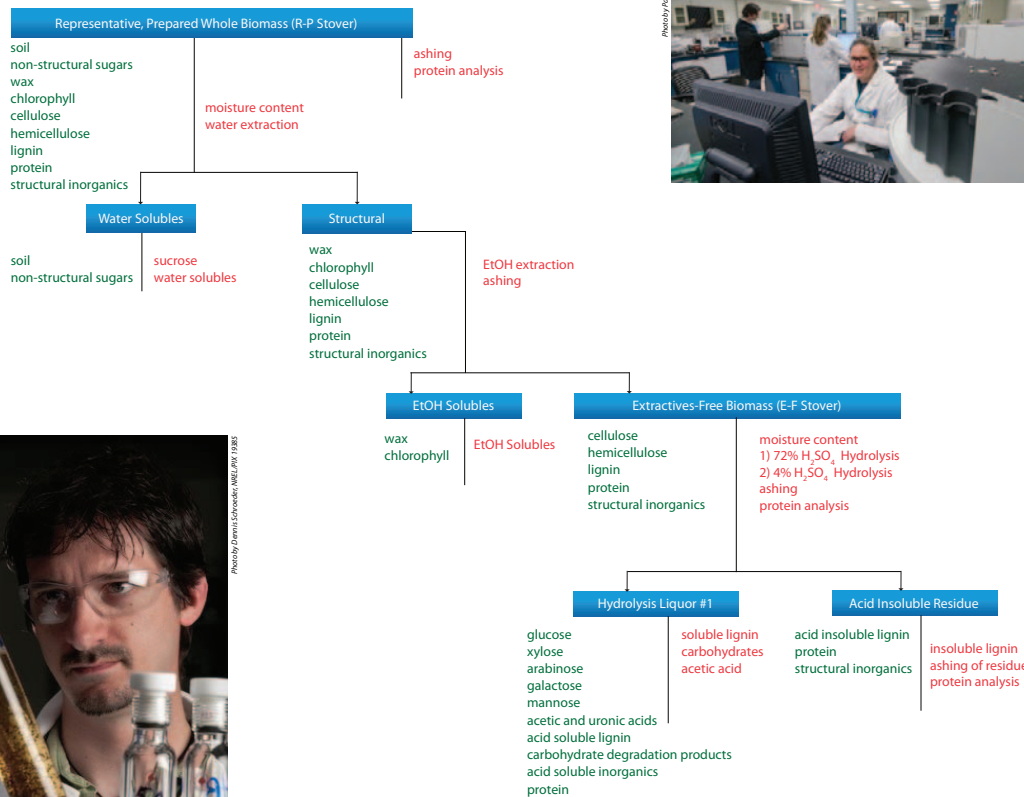 Representative, Prepared Whole Biomass (R-P Stover)
soil
non-structural sugars
wax
chlorophyll
cellulose
hemicellulose
lignin
protein
structural inorganics
ashing
protein analysis
moisture content
water extraction
Photo by
Water Solubles
soil
non-structural sugars
sucrose
water solubles
Structural
wax
chlorophyll
cellulose
hemicellulose
lignin
protein
structural inorganics
EtOH extraction
ashing
EtOH Solubles
wax
chlorophyll
EtOH Solubles
Extractives-Free Biomass (E-F Stover)
cellulose
hemicellulose
lignin
protein
structural inorganics
moisture content
1) 72% H₂SO₄ Hydrolysis
2) 4% H₂SO₄ Hydrolysis
ashing
protein analysis
Photo by Dennis Schroeder, NREL/PIX 19385
Hydrolysis Liquor #1
glucose
xylose
arabinose
galactose
mannose
acetic and uronic acids
acid soluble lignin
carbohydrate degradation products
acid soluble inorganics
protein
soluble lignin
carbohydrates
acetic acid
Acid Insoluble Residue
acid insoluble lignin
protein
structural inorganics
insoluble lignin
ashing of residue
protein analysis